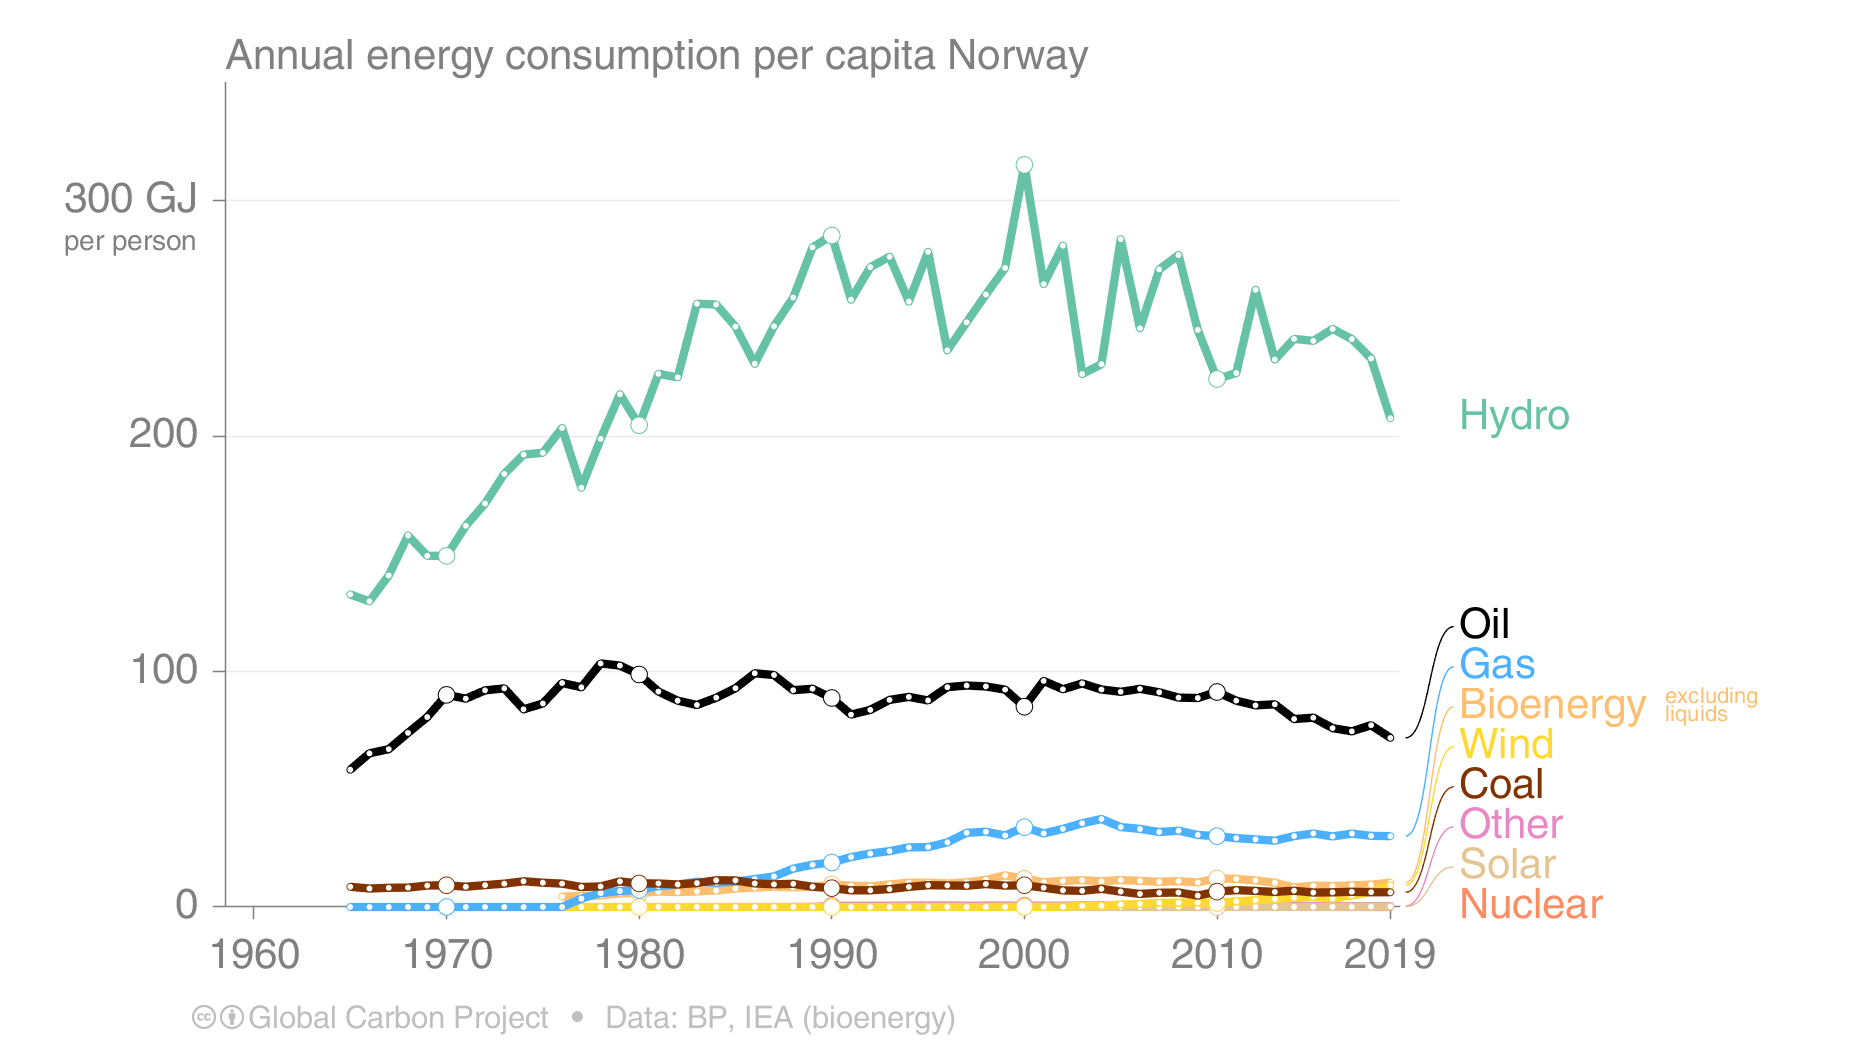 Annual energy consumption per capita Norway
300 GJ
per person
200
100
0
1960 1970 1980 1990 2000 2010 2019
Hydro
Oil
Gas
Bioenergy excluding
liquids
Wind
Coal
Other
Solar
Nuclear
cc Global Carbon Project • Data: BP, IEA (bioenergy)